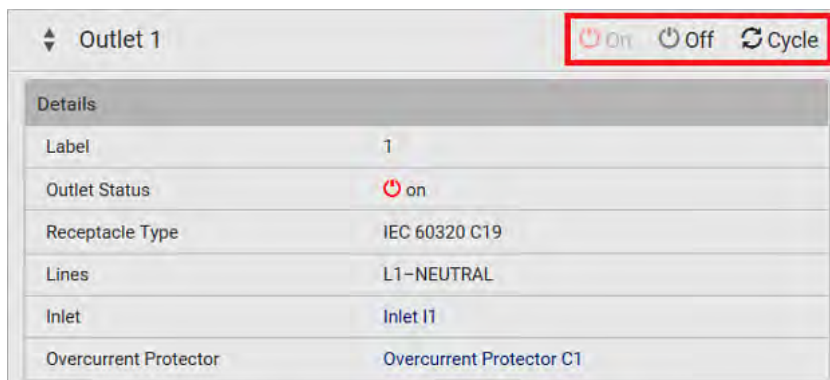 Outlet 1 On Off Cycle
Details
Label 1
Outlet Status on
Receptacle Type IEC 60320 C19
Lines L1–NEUTRAL
Inlet Inlet I1
Overcurrent Protector Overcurrent Protector C1